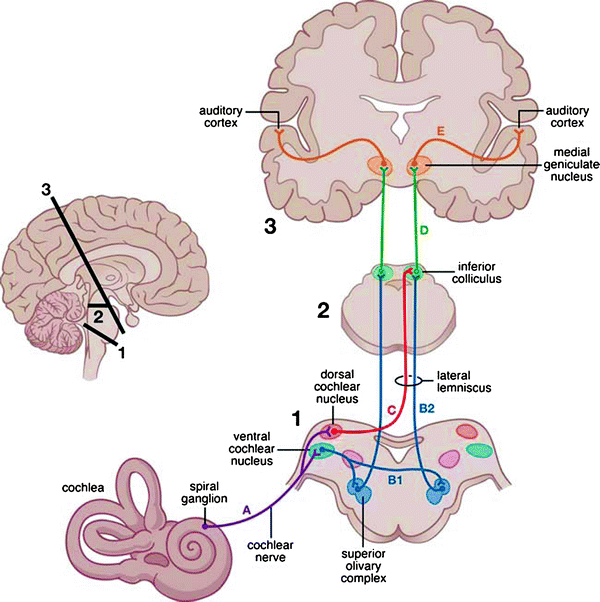 auditory
cortex
E
auditory
cortex
medial
geniculate
nucleus
3
3
D
2
1
inferior
colliculus
2
dorsal
cochlear
nucleus
lateral
lemniscus
1
C
B2
ventral
cochlear
nucleus
cochlea
spiral
ganglion
A
B1
cochlear
nerve
superior
olivary
complex